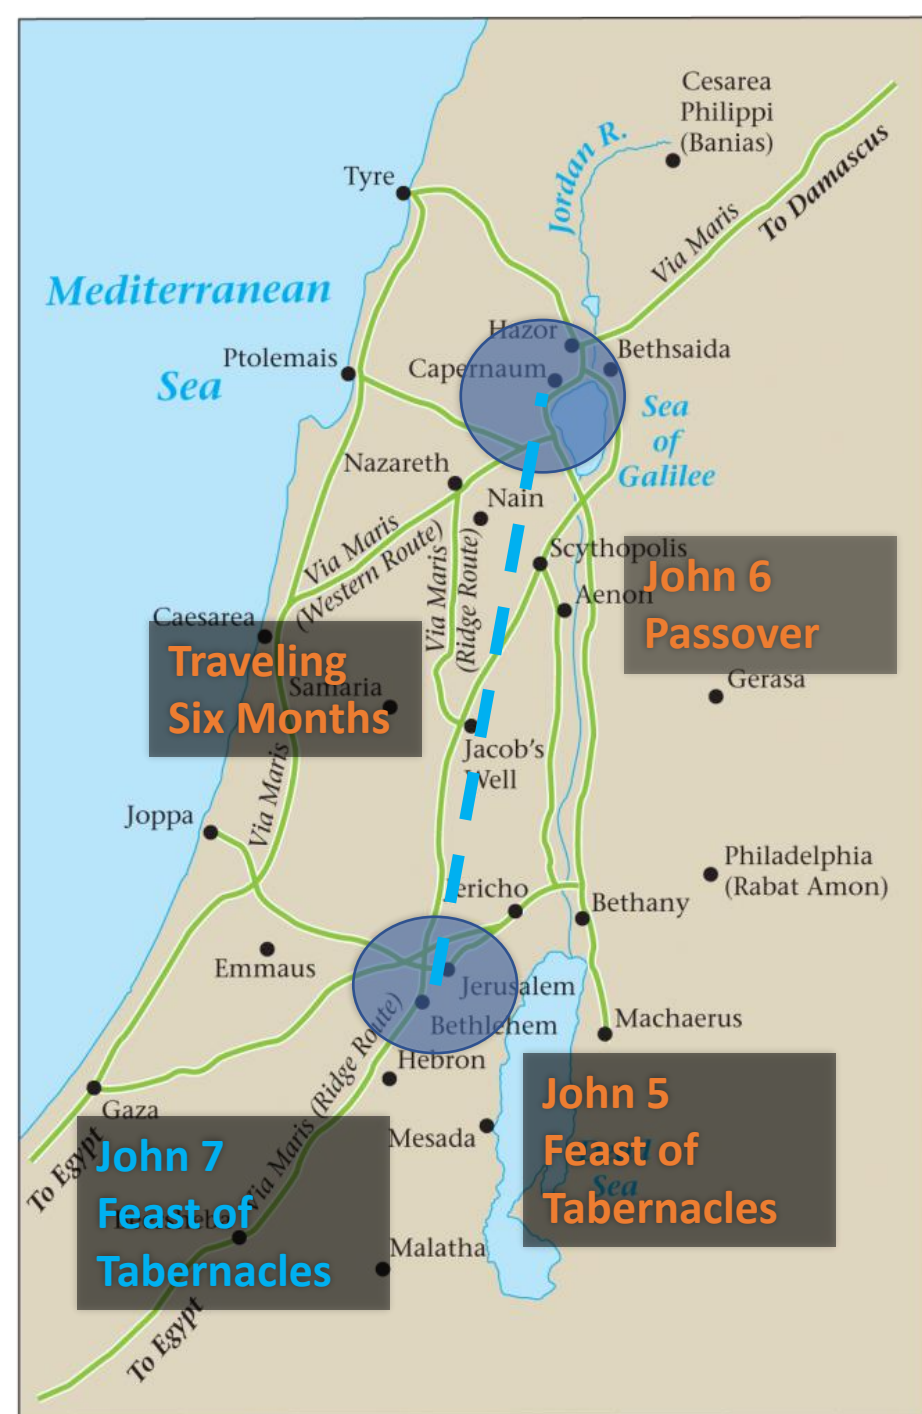 Cesarea
Philippi
(Banias)
Jordan R.
To Damascus
Via Maris
Tyre
Mediterranean
Sea
Hazor
Bethsaida
Ptolemais
Capernaum
Sea
of
Galilee
Nazareth
Nain
Via Maris
(Western Route)
Via Maris
(Ridge Route)
Scythopolis
John 6
Passover
Aenon
Caesarea
Traveling
Six Months
Samaria
Gerasa
Jacob's
Well
Via Maris
Joppa
Philadelphia
(Rabat Amon)
Jericho
Bethany
Emmaus
Jerusalem
Bethlehem
Machaerus
Hebron
Via Maris (Ridge Route)
Gaza
John 5
Feast of
Tabernacles
Mesada
Sea
To Egypt
John 7
Feast of
Tabernacles
Malatha
To Egypt